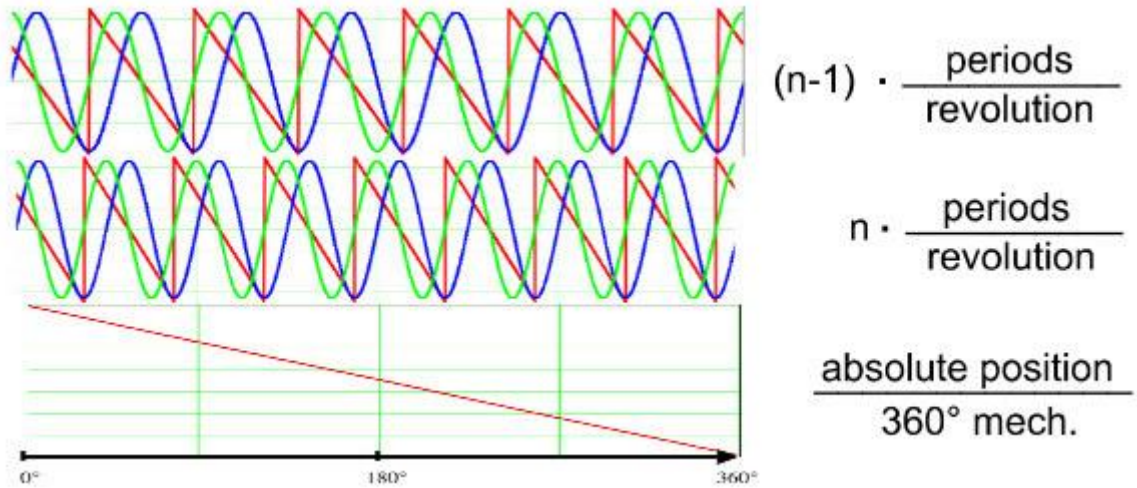 (n-1) · periods
revolution
n · periods
revolution
absolute position
360° mech.
0° 180° 360°